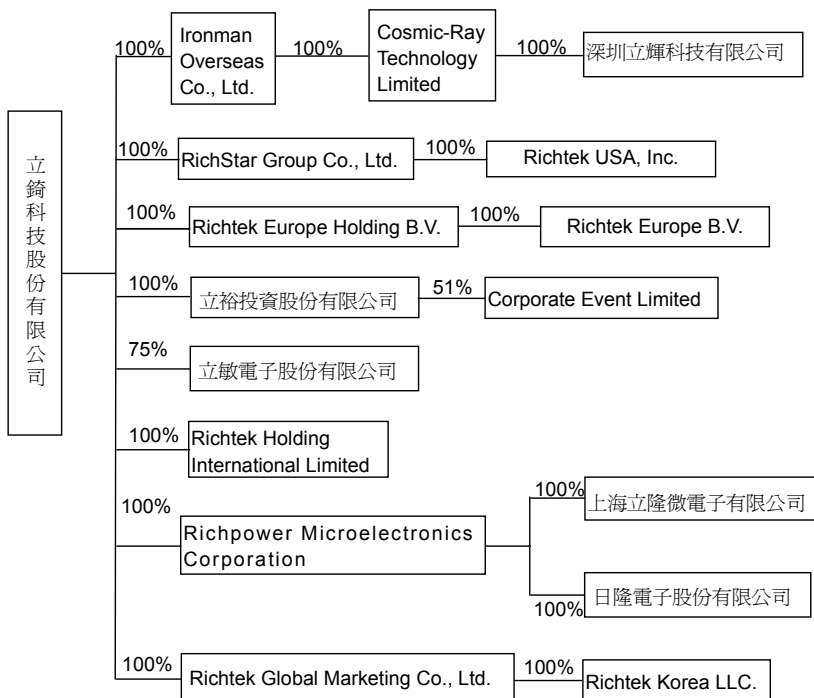 立錡科技股份有限公司
100%
Ironman
Overseas
Co., Ltd.
100%
Cosmic-Ray
Technology
Limited
100%
深圳立輝科技有限公司
100%
RichStar Group Co., Ltd.
100%
Richtek USA, Inc.
100%
Richtek Europe Holding B.V.
100%
Richtek Europe B.V.
100%
立裕投資股份有限公司
51%
Corporate Event Limited
75%
立敏電子股份有限公司
100%
Richtek Holding
International Limited
100%
Richpower Microelectronics
Corporation
100%
上海立隆微電子有限公司
100%
日隆電子股份有限公司
100%
Richtek Global Marketing Co., Ltd.
100%
Richtek Korea LLC.